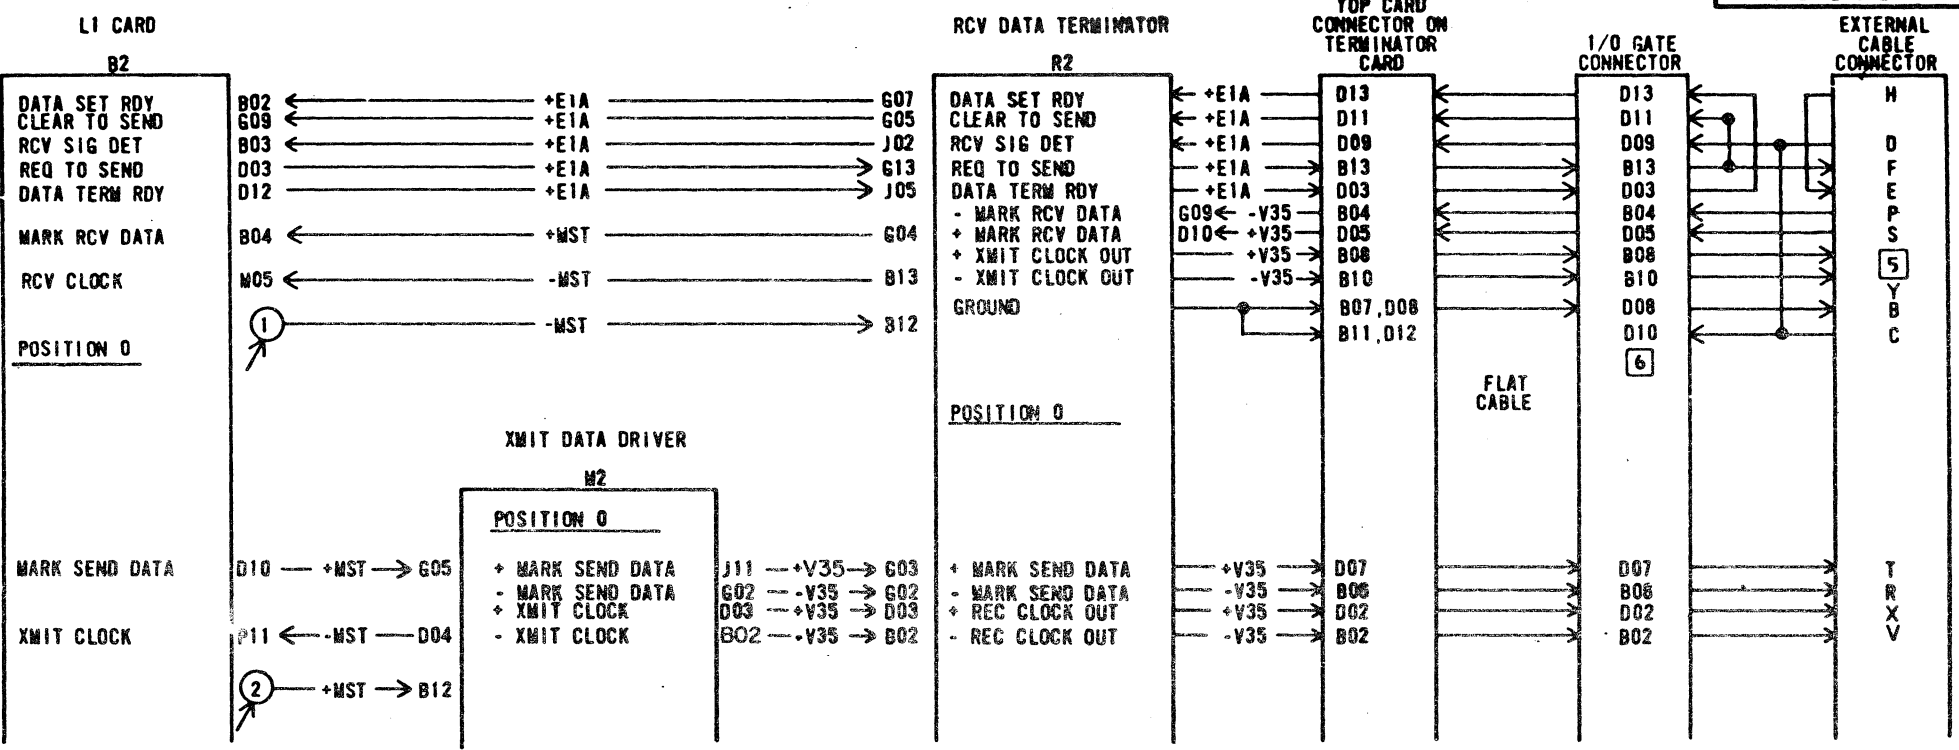 TOP CARD
L1 CARD RCV DATA TERMINATOR CONNECTOR ON EXTERNAL
TERMINATOR I/O GATE CABLE
B2 R2 CARD CONNECTOR CONNECTOR
DATA SET RDY B02 +EIA G07 DATA SET RDY +EIA D13 D13 H
CLEAR TO SEND G09 +EIA G05 CLEAR TO SEND +EIA D11 D11
RCV SIG DET B03 +EIA J02 RCV SIG DET +EIA D09 D09 D
REQ TO SEND D03 +EIA G13 REQ TO SEND +EIA B13 B13 F
DATA TERM RDY D12 +EIA J05 DATA TERM RDY +EIA D03 D03 E
- MARK RCV DATA G09 -V35 B04 B04 P
MARK RCV DATA B04 +MST G04 + MARK RCV DATA D10 +V35 D05 D05 S
+ XMIT CLOCK OUT +V35 B08 B08 5
RCV CLOCK M05 -MST B13 - XMIT CLOCK OUT -V35 B10 B10 Y
GROUND B07,D08 D08 B
1 -MST B12 B11,D12 D10 C
POSITION 0 6
FLAT
CABLE
POSITION 0
XMIT DATA DRIVER
M2
POSITION 0
MARK SEND DATA D10 +MST G05 + MARK SEND DATA J11 +V35 G03 + MARK SEND DATA +V35 D07 D07 T
- MARK SEND DATA G02 -V35 G02 - MARK SEND DATA -V35 B06 B06 R
+ XMIT CLOCK D03 +V35 D03 + REC CLOCK OUT +V35 D02 D02 X
XMIT CLOCK P11 -MST D04 - XMIT CLOCK B02 -V35 B02 - REC CLOCK OUT -V35 B02 B02 V
2 +MST B12